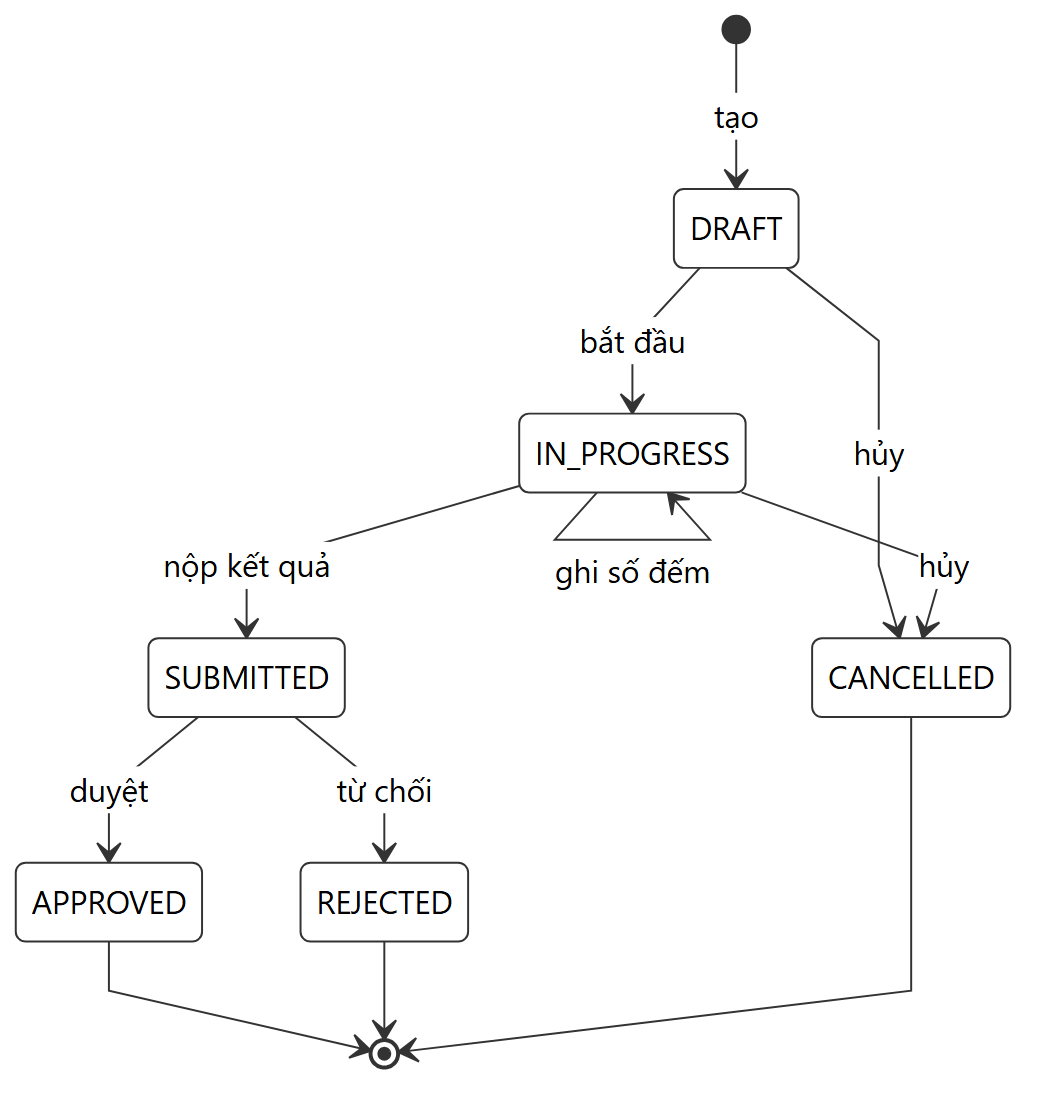 tạo
DRAFT
bắt đầu
hủy
IN_PROGRESS
nộp kết quả
ghi số đếm
hủy
SUBMITTED
CANCELLED
duyệt
từ chối
APPROVED
REJECTED